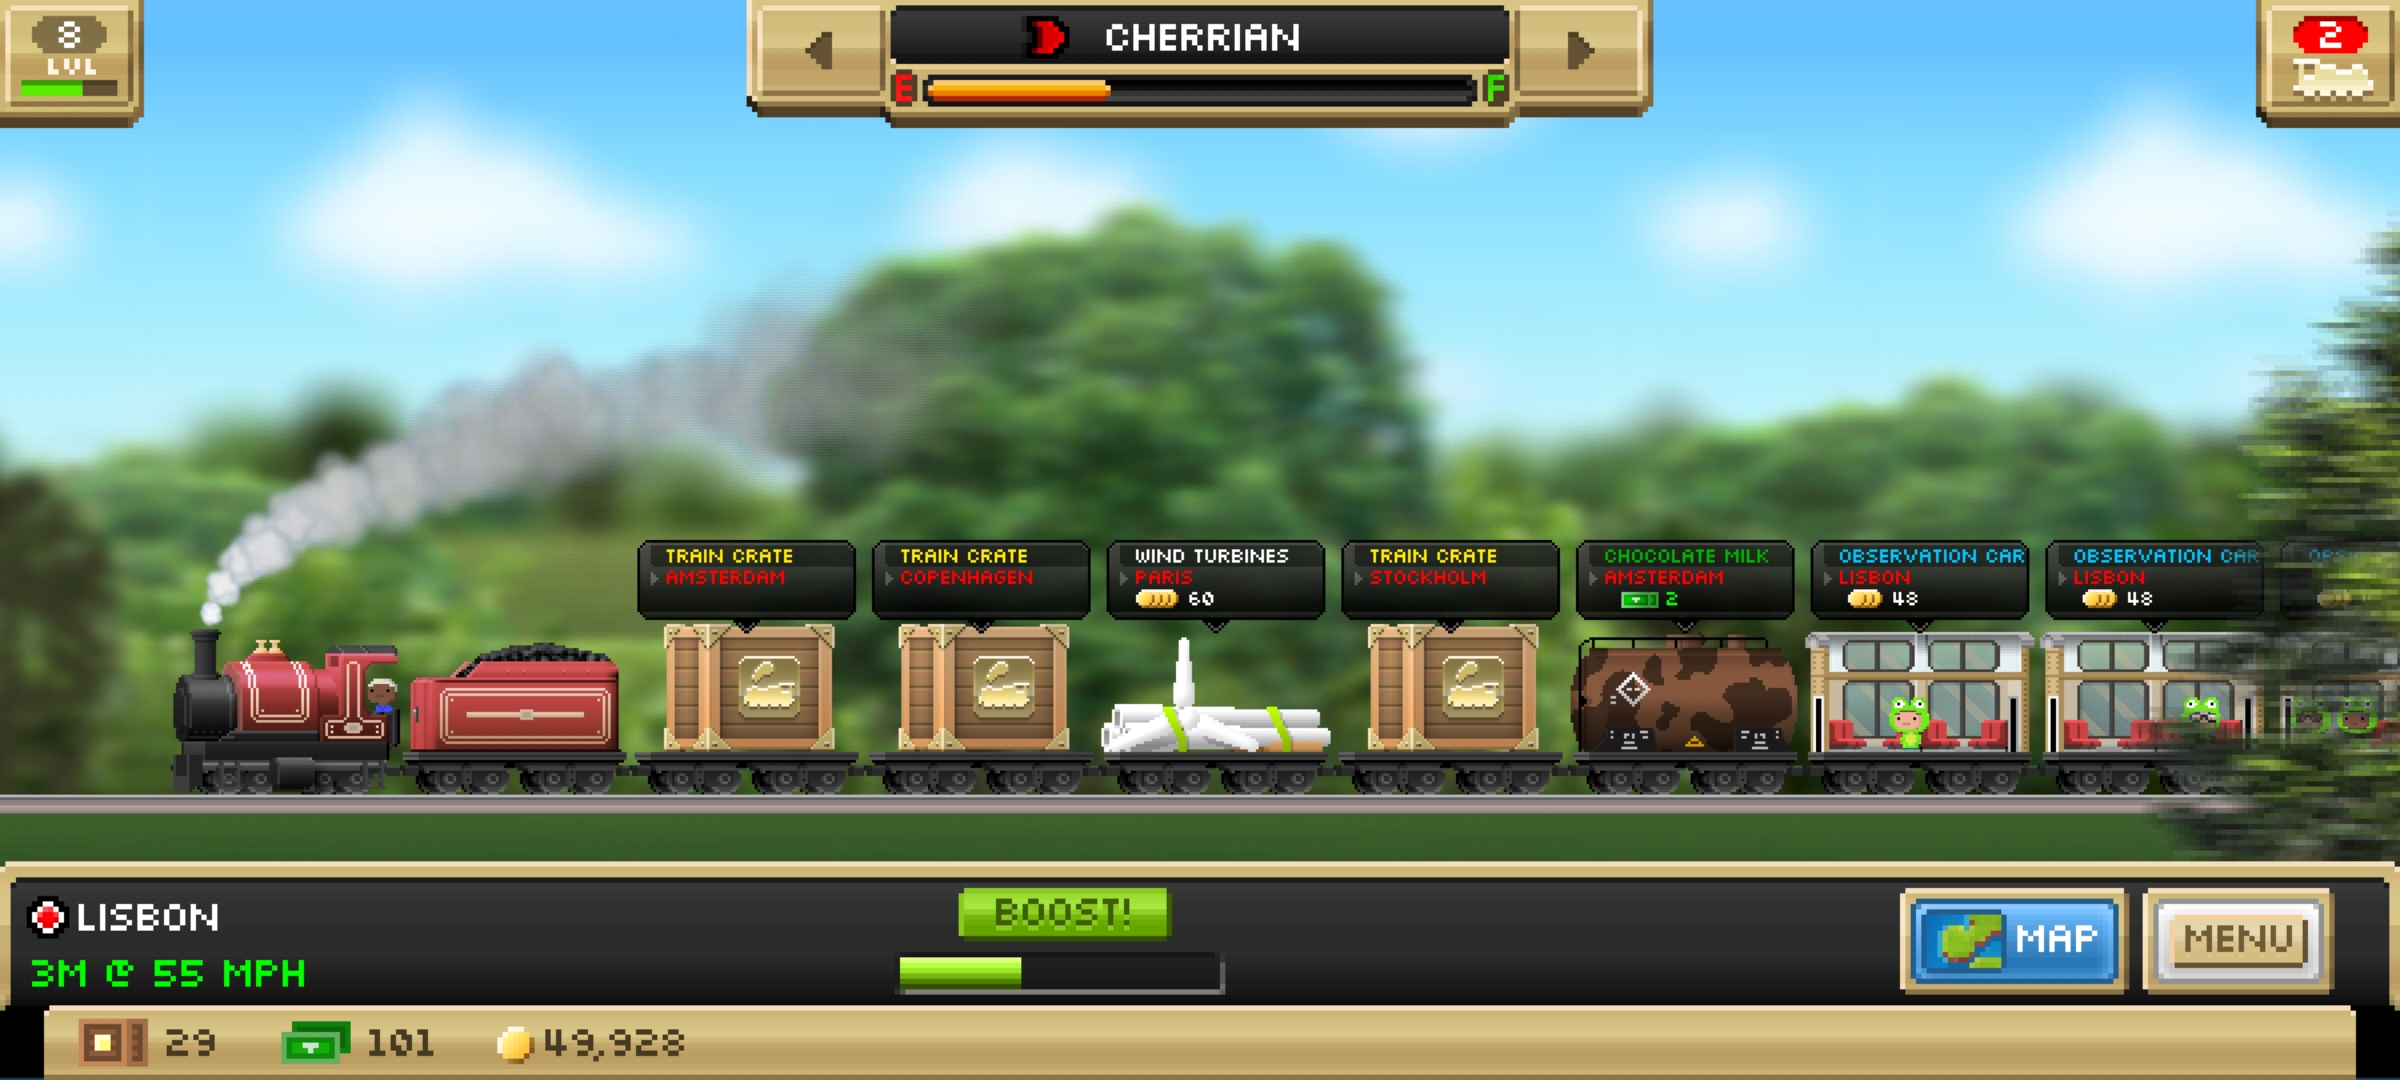 8
LVL
CHERRIAN
E F
2
TRAIN CRATE
AMSTERDAM
TRAIN CRATE
COPENHAGEN
WIND TURBINES
PARIS
60
TRAIN CRATE
STOCKHOLM
CHOCOLATE MILK
AMSTERDAM
2
OBSERVATION CAR
LISBON
48
OBSERVATION CAR
LISBON
48
LISBON
3M @ 55 MPH
BOOST!
MAP
MENU
29
101
49,928